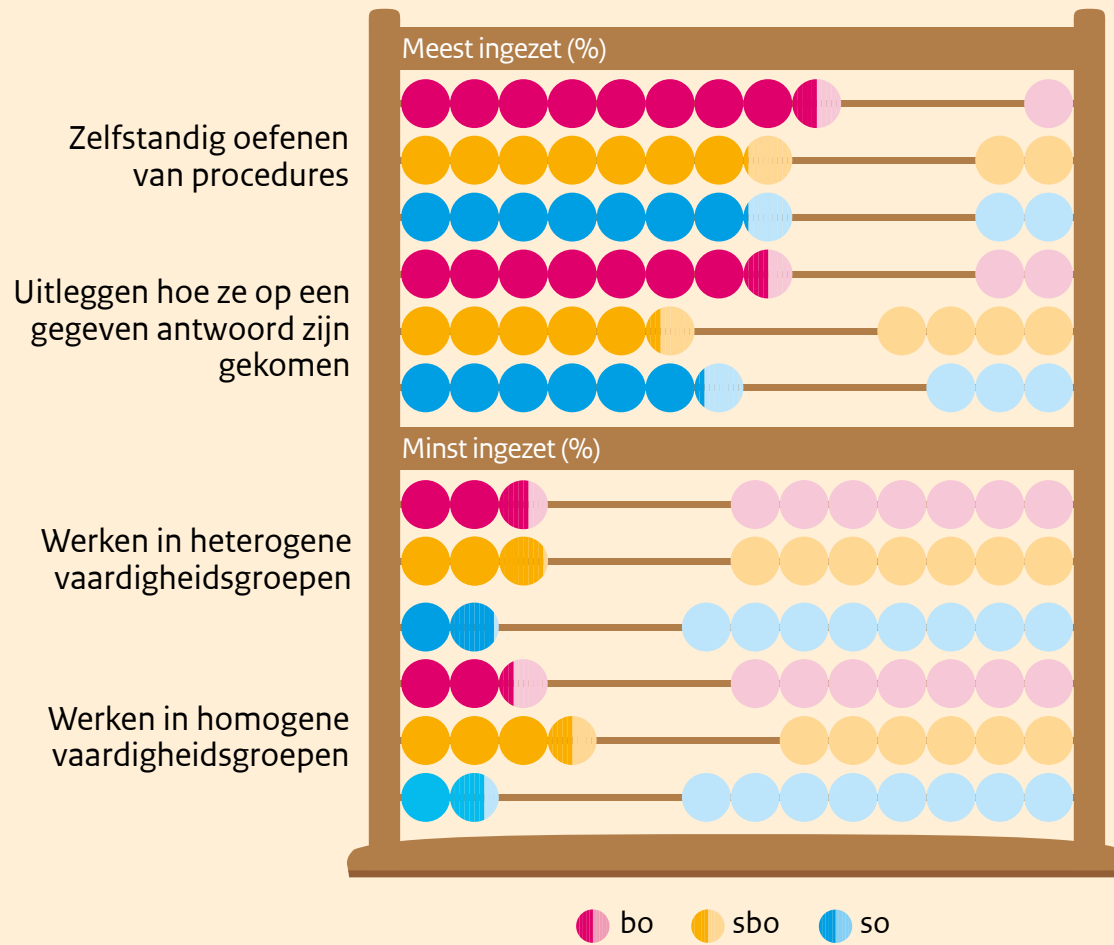 Meest ingezet (%)
Zelfstandig oefenen
van procedures
Uitleggen hoe ze op een
gegeven antwoord zijn
gekomen
Minst ingezet (%)
Werken in heterogene
vaardigheidsgroepen
Werken in homogene
vaardigheidsgroepen
bo sbo so